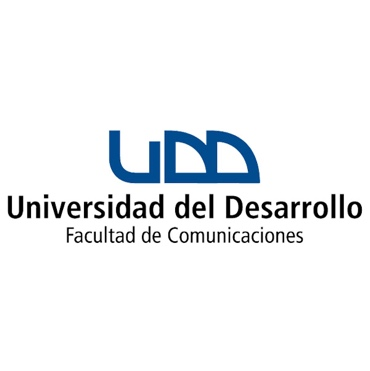 UDD
Universidad del Desarrollo
Facultad de Comunicaciones